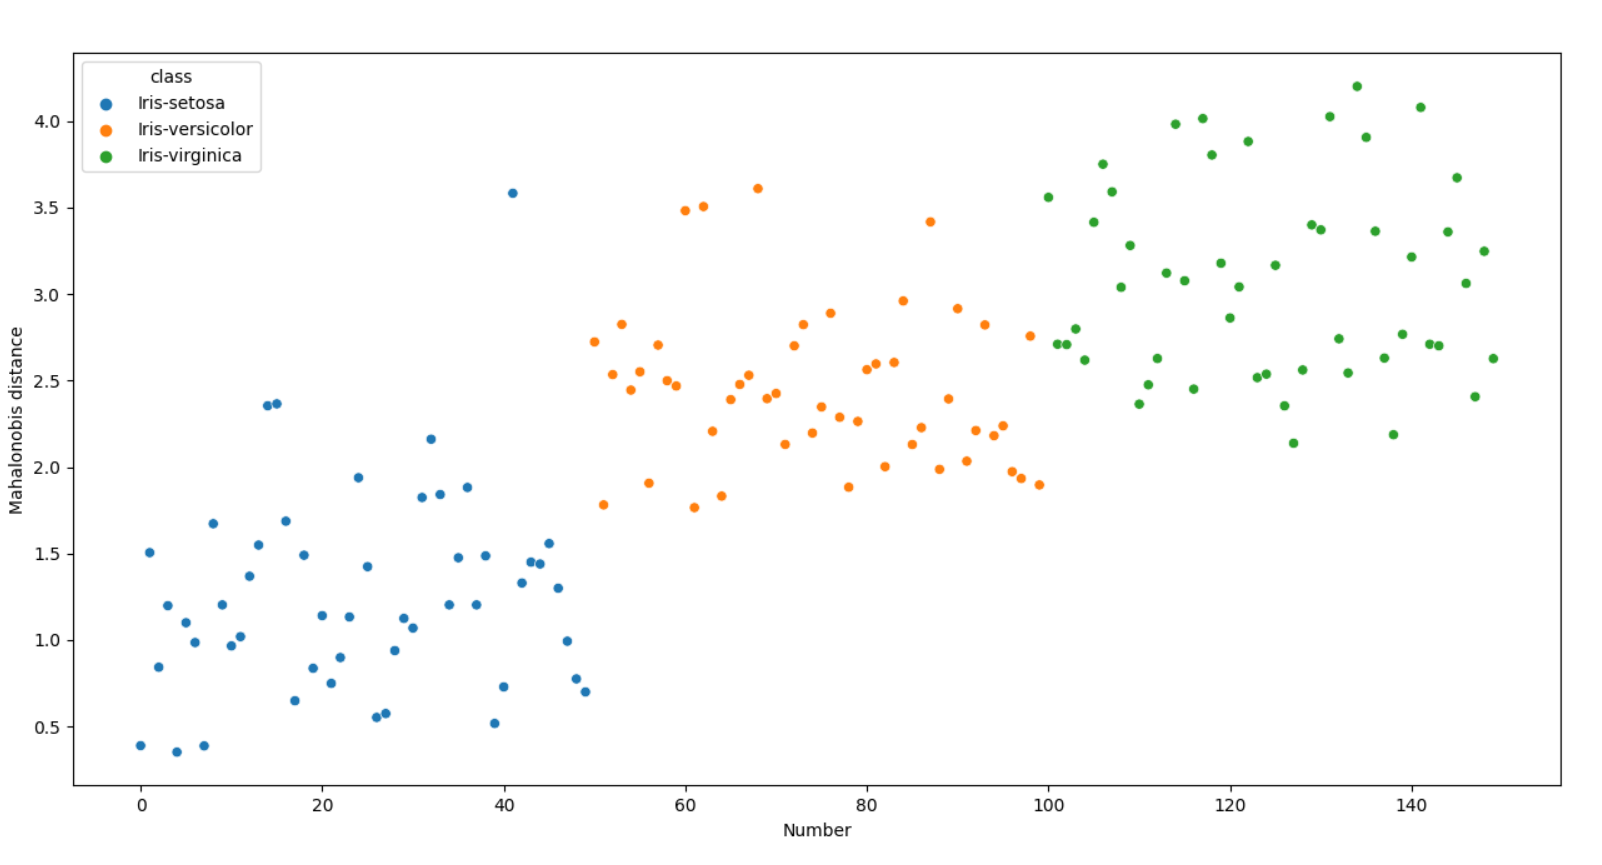 class
Iris-setosa
Iris-versicolor
Iris-virginica
4.0
3.5
3.0
2.5
2.0
1.5
1.0
0.5
Mahalonobis distance
0 20 40 60 80 100 120 140
Number